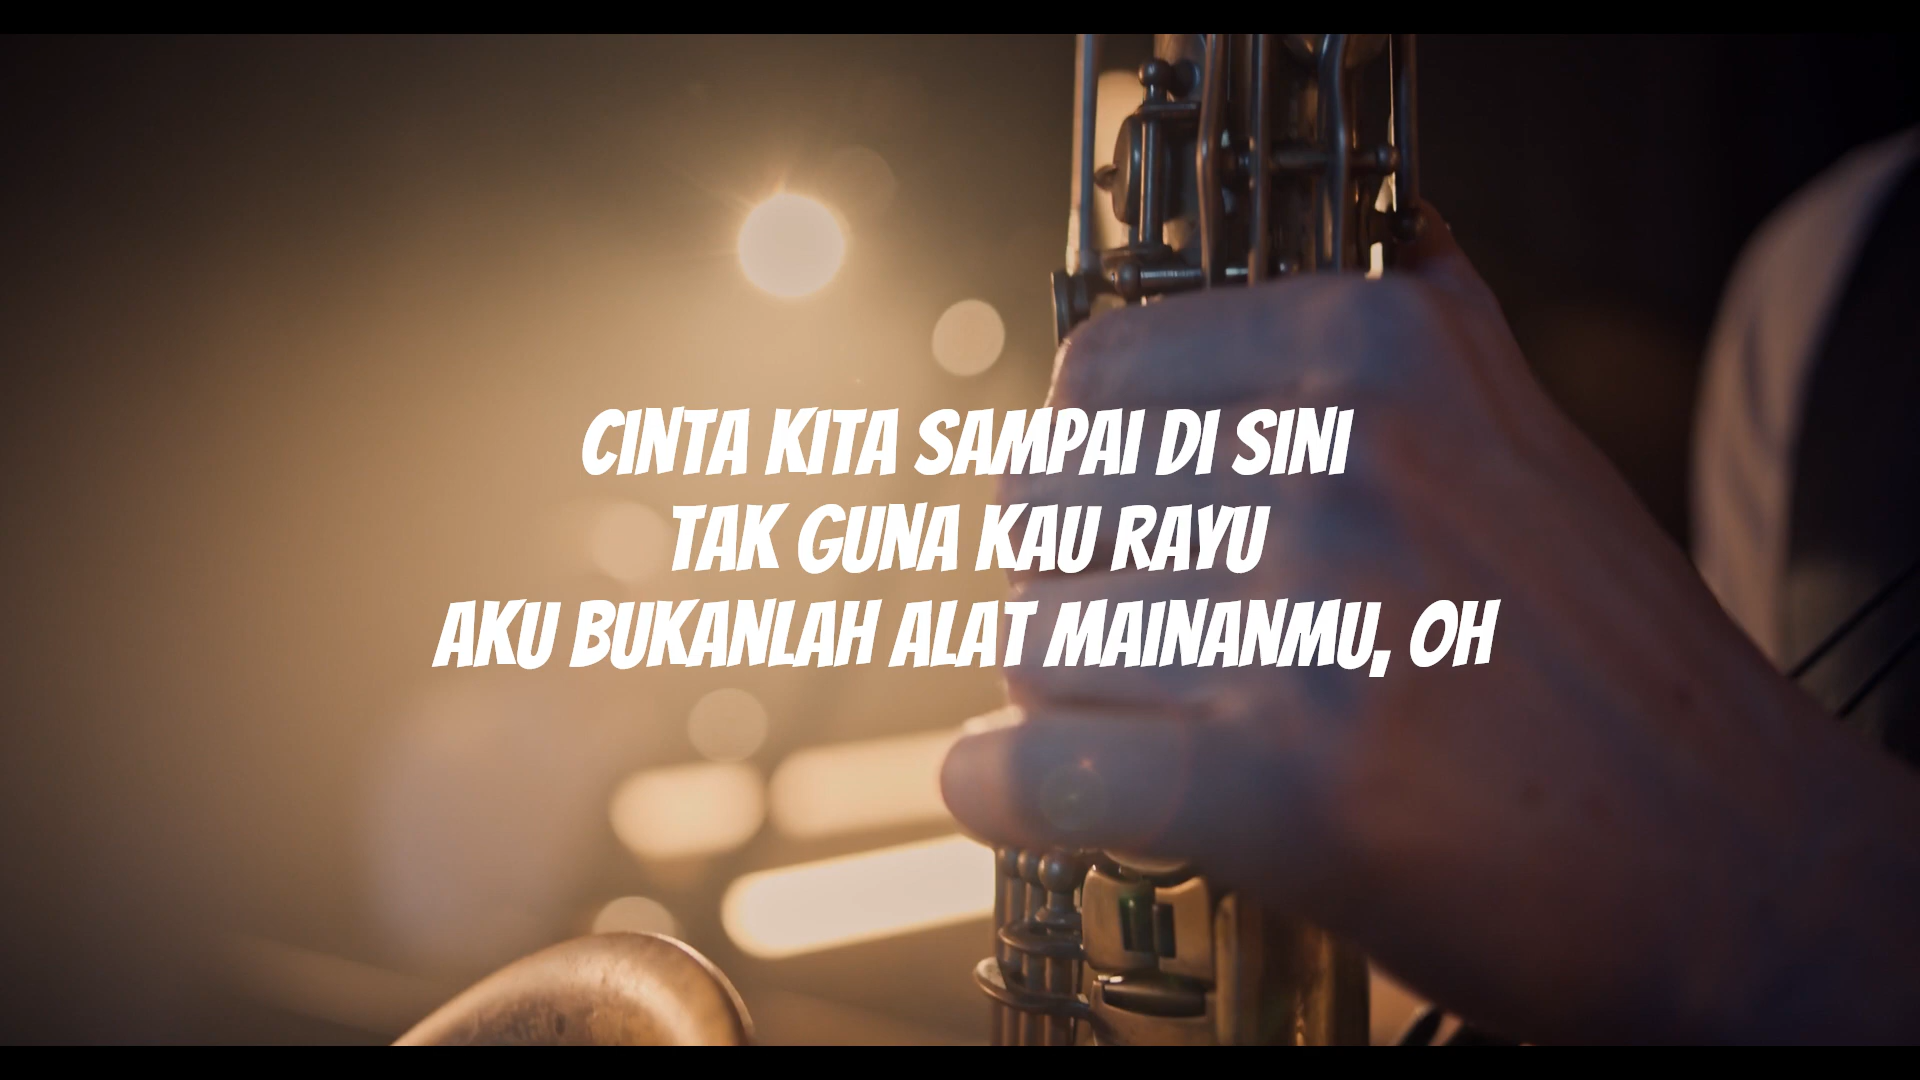 CINTA KITA SAMPAI DI SINI
TAK GUNA KAU RAYU
AKU BUKANLAH ALAT MAINANMU, OH